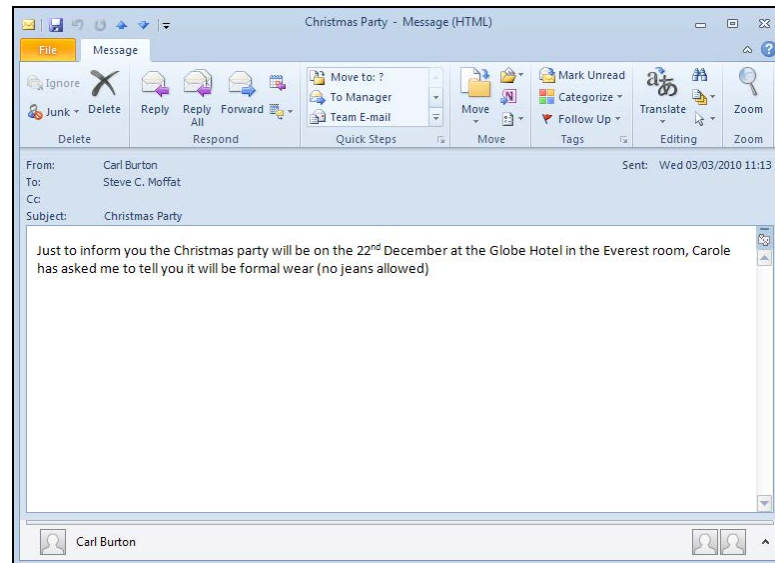 Christmas Party - Message (HTML)
File Message
Ignore
Junk
Delete
Reply
Reply All
Forward
Move to: ?
To Manager
Team E-mail
Move
Mark Unread
Categorize
Follow Up
Translate
Zoom
Delete Respond Quick Steps Move Tags Editing Zoom
From: Carl Burton Sent: Wed 03/03/2010 11:13
To: Steve C. Moffat
Cc:
Subject: Christmas Party
Just to inform you the Christmas party will be on the 22nd December at the Globe Hotel in the Everest room, Carole
has asked me to tell you it will be formal wear (no jeans allowed)
Carl Burton